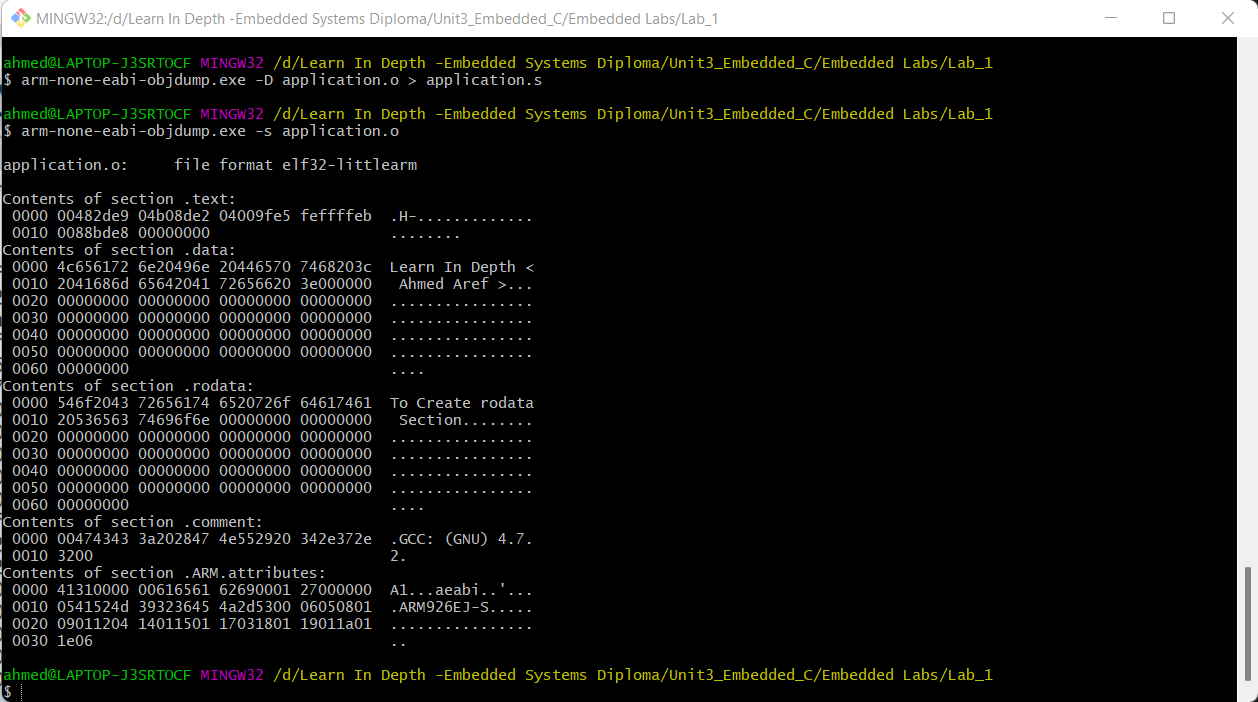 MINGW32:/d/Learn In Depth -Embedded Systems Diploma/Unit3_Embedded_C/Embedded Labs/Lab_1
ahmed@LAPTOP-J3SRTOCF MINGW32 /d/Learn In Depth -Embedded Systems Diploma/Unit3_Embedded_C/Embedded Labs/Lab_1
$ arm-none-eabi-objdump.exe -D application.o > application.s
ahmed@LAPTOP-J3SRTOCF MINGW32 /d/Learn In Depth -Embedded Systems Diploma/Unit3_Embedded_C/Embedded Labs/Lab_1
$ arm-none-eabi-objdump.exe -s application.o
application.o:     file format elf32-littlearm
Contents of section .text:
 0000 00482de9 04b08de2 04009fe5 feffffeb  .H-.............
 0010 0088bde8 00000000                    ........
Contents of section .data:
 0000 4c656172 6e20496e 20446570 7468203c  Learn In Depth <
 0010 2041686d 65642041 72656620 3e000000   Ahmed Aref >...
 0020 00000000 00000000 00000000 00000000  ................
 0030 00000000 00000000 00000000 00000000  ................
 0040 00000000 00000000 00000000 00000000  ................
 0050 00000000 00000000 00000000 00000000  ................
 0060 00000000                             ....
Contents of section .rodata:
 0000 546f2043 72656174 6520726f 64617461  To Create rodata
 0010 20536563 74696f6e 00000000 00000000   Section........
 0020 00000000 00000000 00000000 00000000  ................
 0030 00000000 00000000 00000000 00000000  ................
 0040 00000000 00000000 00000000 00000000  ................
 0050 00000000 00000000 00000000 00000000  ................
 0060 00000000                             ....
Contents of section .comment:
 0000 00474343 3a202847 4e552920 342e372e  .GCC: (GNU) 4.7.
 0010 3200                                 2.
Contents of section .ARM.attributes:
 0000 41310000 00616561 62690001 27000000  A1...aeabi..'...
 0010 0541524d 39323645 4a2d5300 06050801  .ARM926EJ-S.....
 0020 09011204 14011501 17031801 19011a01  ................
 0030 1e06                                 ..
ahmed@LAPTOP-J3SRTOCF MINGW32 /d/Learn In Depth -Embedded Systems Diploma/Unit3_Embedded_C/Embedded Labs/Lab_1
$